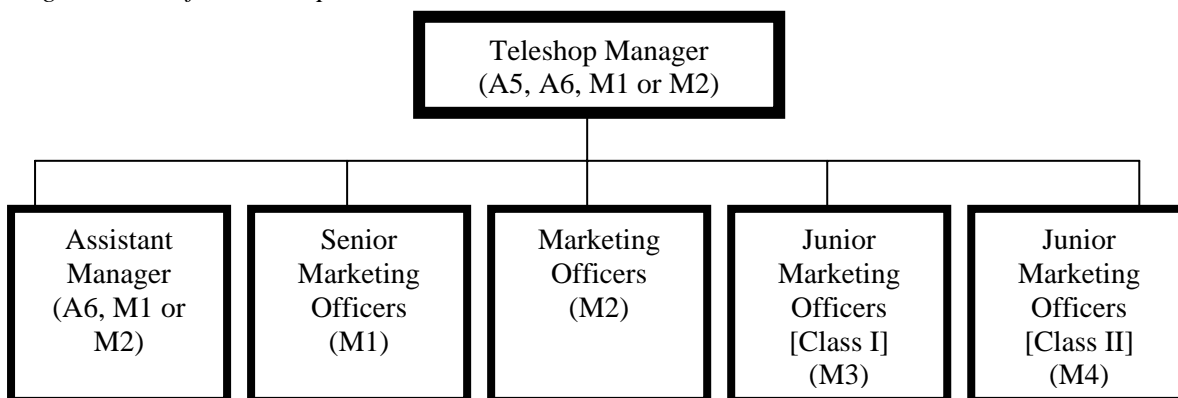 Teleshop Manager
(A5, A6, M1 or M2)
Assistant
Manager
(A6, M1 or
M2)
Senior
Marketing
Officers
(M1)
Marketing
Officers
(M2)
Junior
Marketing
Officers
[Class I]
(M3)
Junior
Marketing
Officers
[Class II]
(M4)